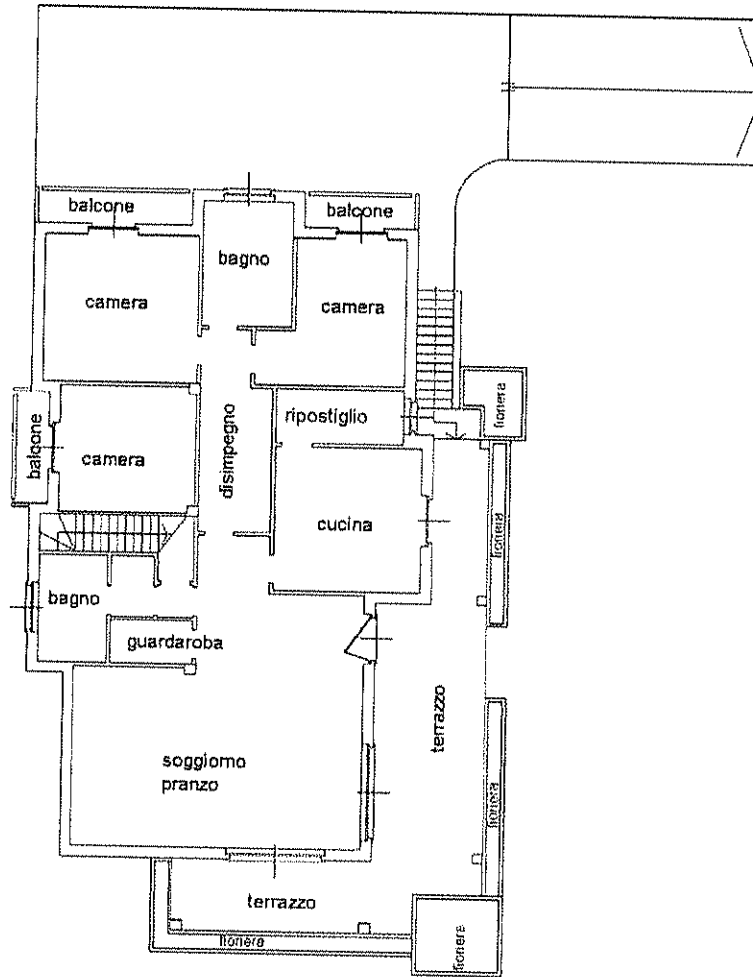 balcone
balcone
bagno
camera
camera
balcone
camera
disimpegno
ripostiglio
fioriera
cucina
fioriera
bagno
guardaroba
terrazzo
soggiorno
pranzo
fioriera
terrazzo
fioriera
fioriera